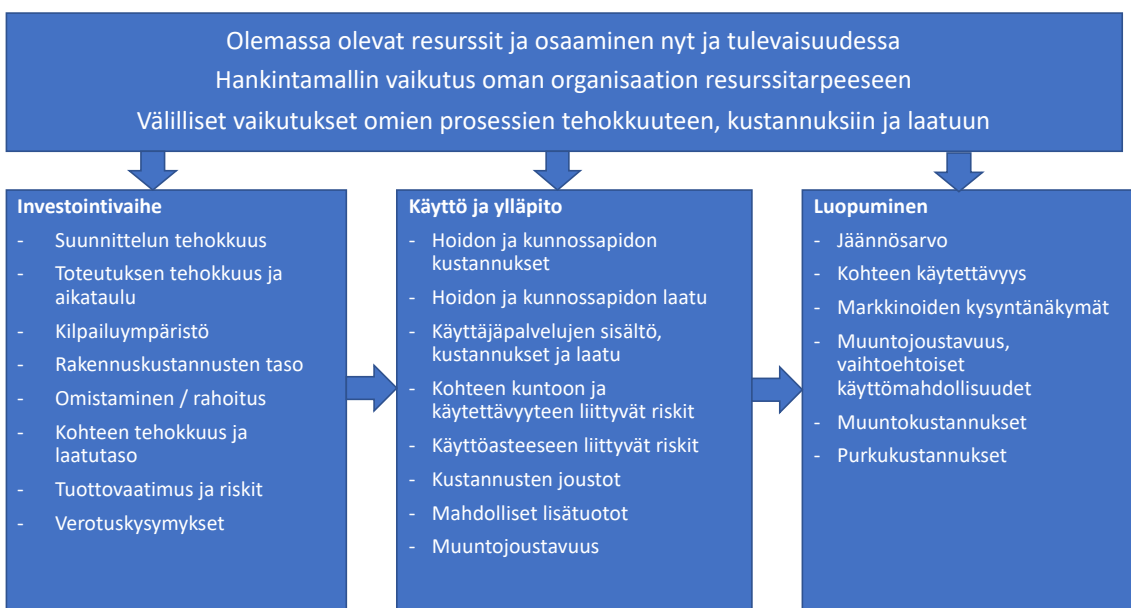 Olemassa olevat resurssit ja osaaminen nyt ja tulevaisuudessa
Hankintamallin vaikutus oman organisaation resurssitarpeeseen
Välilliset vaikutukset omien prosessien tehokkuuteen, kustannuksiin ja laatuun
Investointivaihe
- Suunnittelun tehokkuus
- Toteutuksen tehokkuus ja
aikataulu
- Kilpailuympäristö
- Rakennuskustannusten taso
- Omistaminen / rahoitus
- Kohteen tehokkuus ja
laatutaso
- Tuottovaatimus ja riskit
- Verotuskysymykset
Käyttö ja ylläpito
- Hoidon ja kunnossapidon
kustannukset
- Hoidon ja kunnossapidon laatu
- Käyttäjäpalvelujen sisältö,
kustannukset ja laatu
- Kohteen kuntoon ja
käytettävyyteen liittyvät riskit
- Käyttöasteeseen liittyvät riskit
- Kustannusten joustot
- Mahdolliset lisätuotot
- Muuntojoustavuus
Luopuminen
- Jäännösarvo
- Kohteen käytettävyys
- Markkinoiden kysyntänäkymät
- Muuntojoustavuus,
vaihtoehtoiset
käyttömahdollisuudet
- Muuntokustannukset
- Purkukustannukset